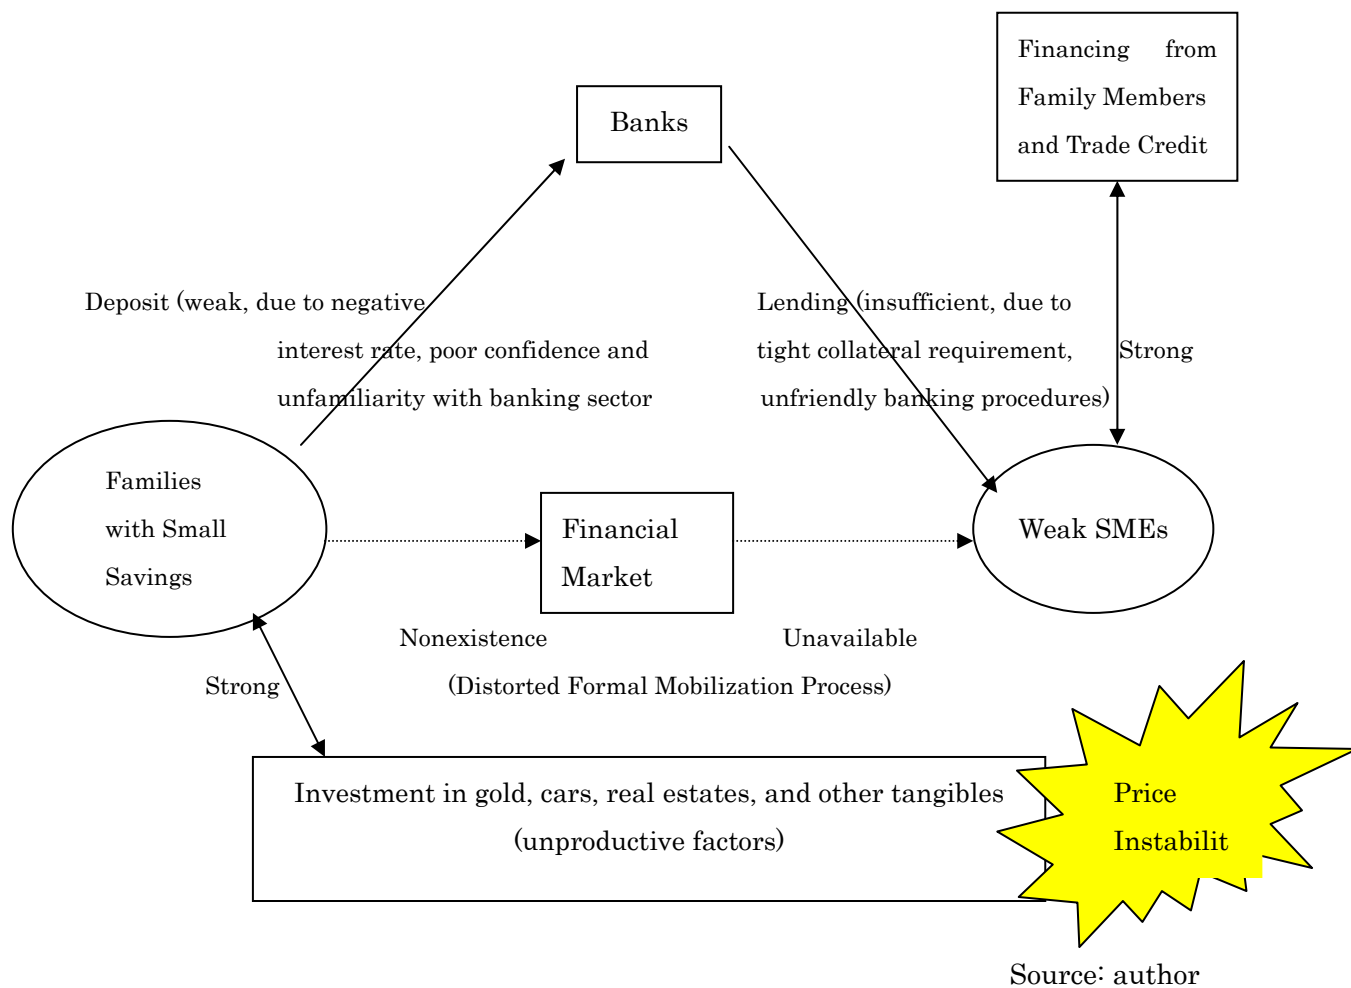 Financing from
Family Members
and Trade Credit
Banks
Deposit (weak, due to negative
interest rate, poor confidence and
unfamiliarity with banking sector
Lending (insufficient, due to
tight collateral requirement,
unfriendly banking procedures)
Strong
Families
with Small
Savings
Financial
Market
Weak SMEs
Nonexistence
Unavailable
(Distorted Formal Mobilization Process)
Strong
Investment in gold, cars, real estates, and other tangibles
(unproductive factors)
Price
Instabilit
Source: author